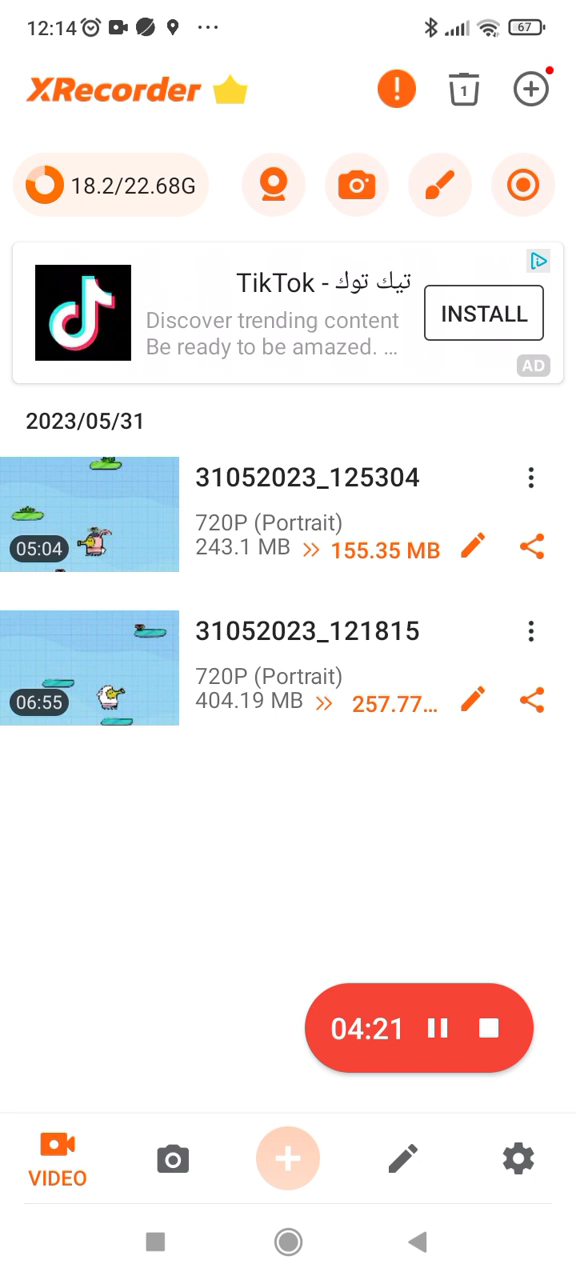 12:14
67
XRecorder
1
18.2/22.68G
TikTok - تيك توك
Discover trending content
Be ready to be amazed. ...
INSTALL
AD
2023/05/31
31052023_125304
720P (Portrait)
243.1 MB >> 155.35 MB
05:04
31052023_121815
720P (Portrait)
404.19 MB >> 257.77...
06:55
04:21
VIDEO